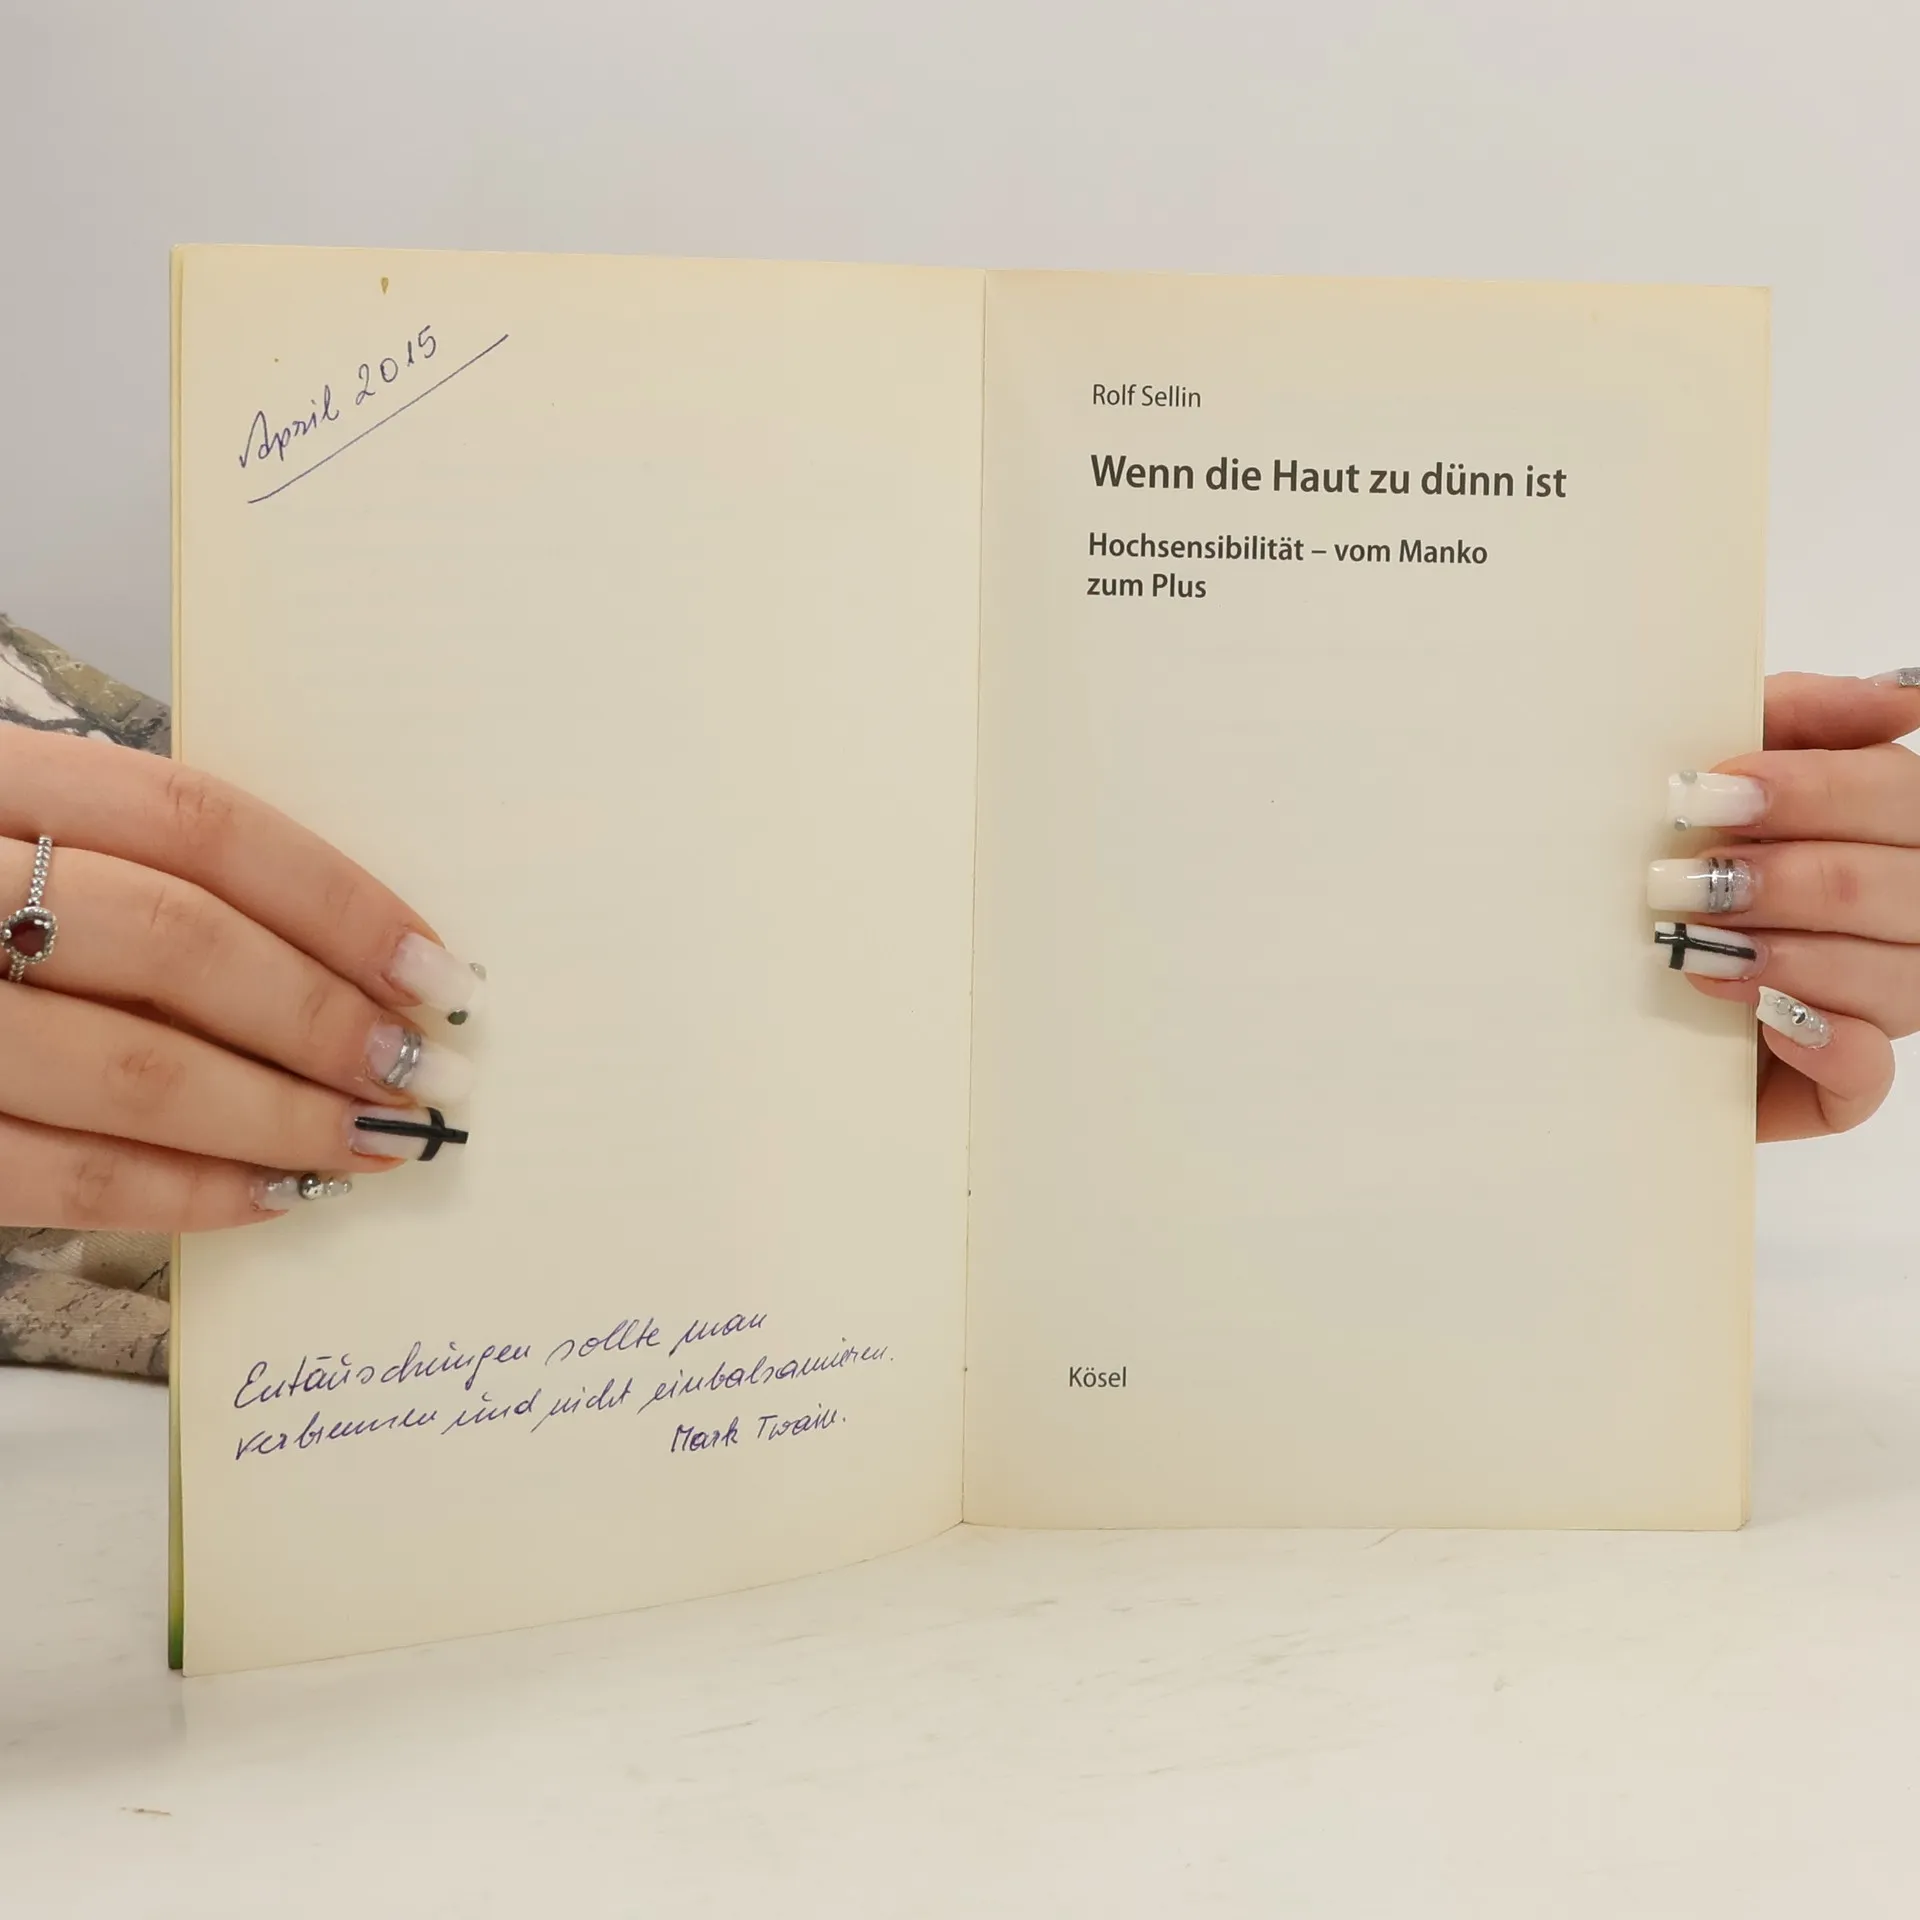 April 2015
Entäuschungen sollte man
verbrennen und nicht einbalsamieren.
Mark Twain.
Rolf Sellin
Wenn die Haut zu dünn ist
Hochsensibilität – vom Manko
zum Plus
Kösel